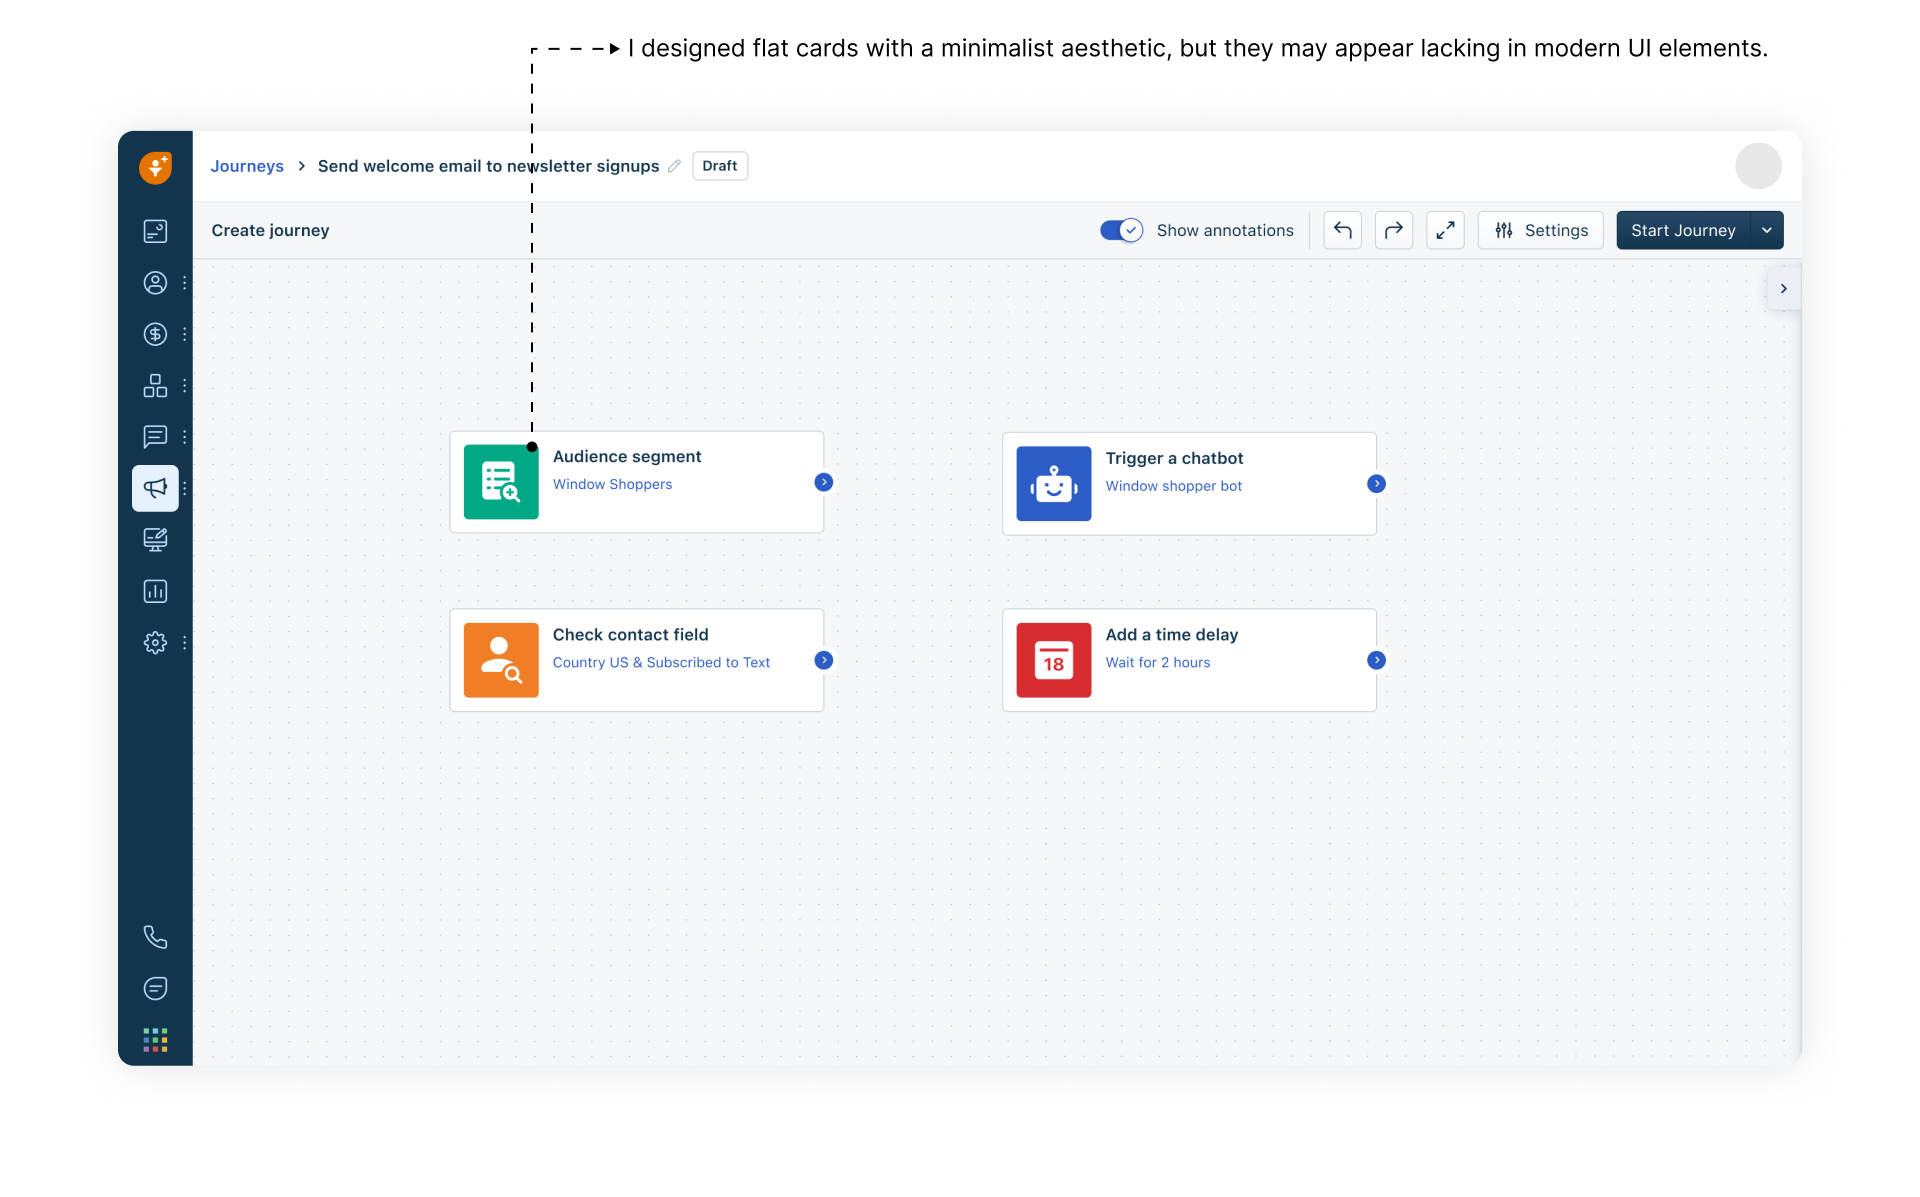 I designed flat cards with a minimalist aesthetic, but they may appear lacking in modern UI elements.
Journeys > Send welcome email to newsletter signups Draft
Create journey Show annotations Settings Start Journey
Audience segment
Window Shoppers
Trigger a chatbot
Window shopper bot
Check contact field
Country US & Subscribed to Text
18
Add a time delay
Wait for 2 hours